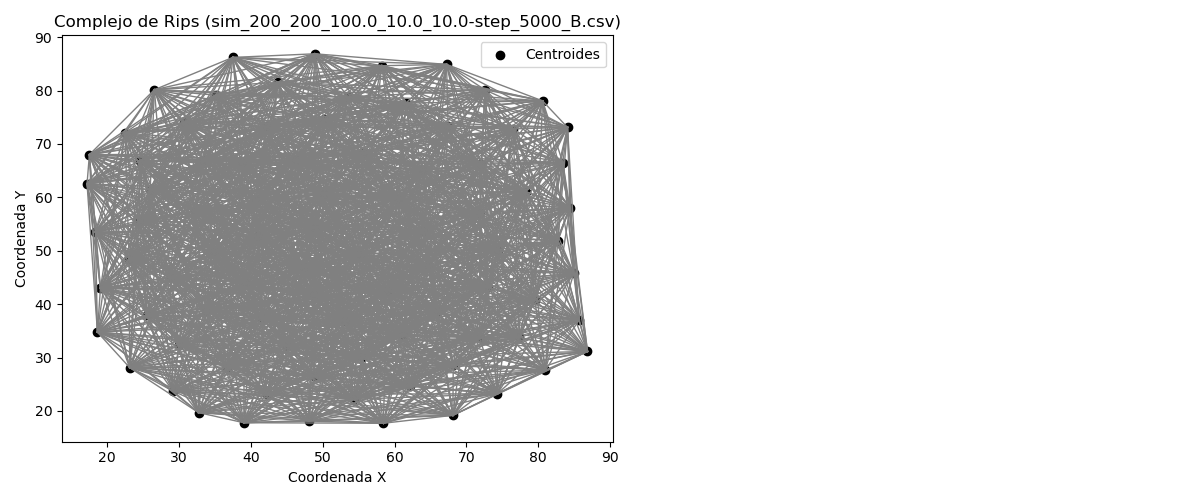 Complejo de Rips (sim_200_200_100.0_10.0_10.0-step_5000_B.csv)
Centroides
90
80
70
60
50
40
30
20
Coordenada Y
20 30 40 50 60 70 80 90
Coordenada X